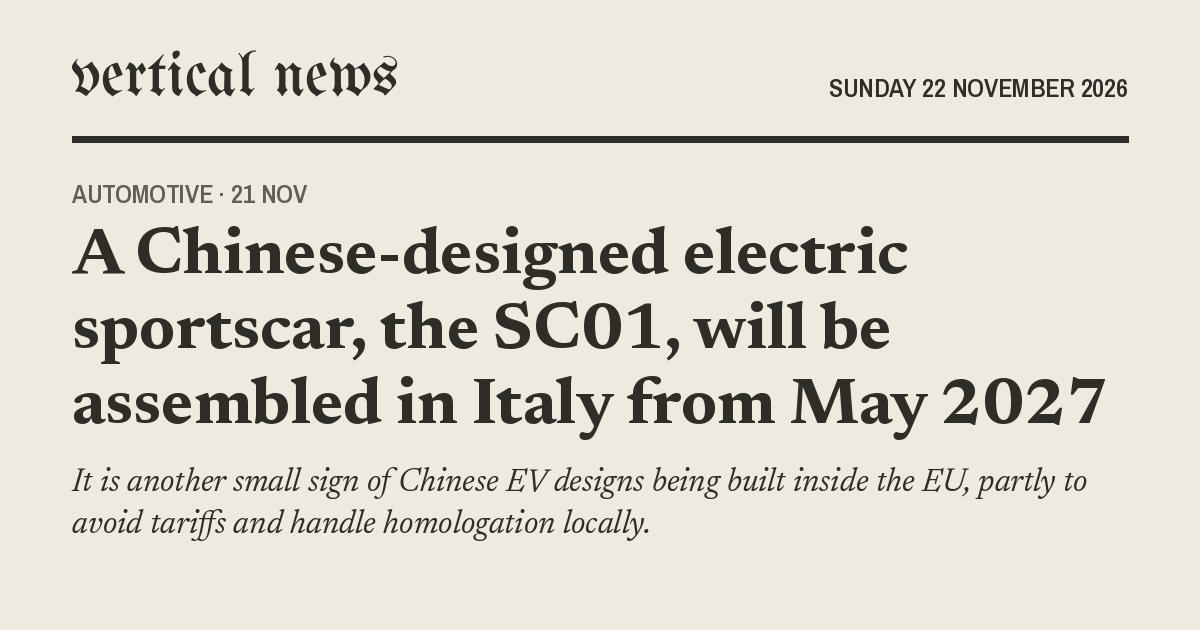 vertical news
SUNDAY 22 NOVEMBER 2026
AUTOMOTIVE · 21 NOV
A Chinese-designed electric
sportscar, the SC01, will be
assembled in Italy from May 2027
It is another small sign of Chinese EV designs being built inside the EU, partly to
avoid tariffs and handle homologation locally.